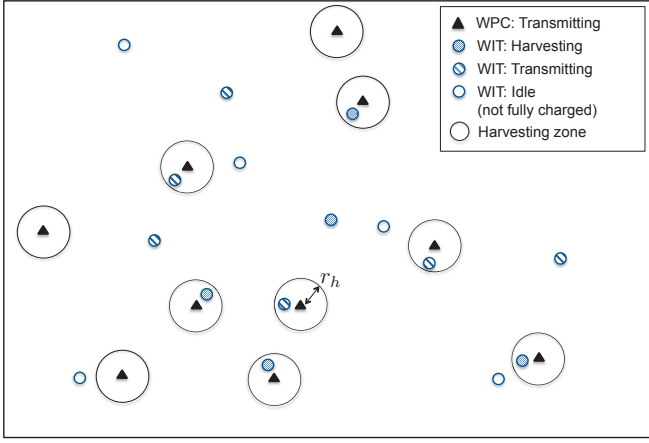 WPC: Transmitting
WIT: Harvesting
WIT: Transmitting
WIT: Idle
(not fully charged)
Harvesting zone
r_h